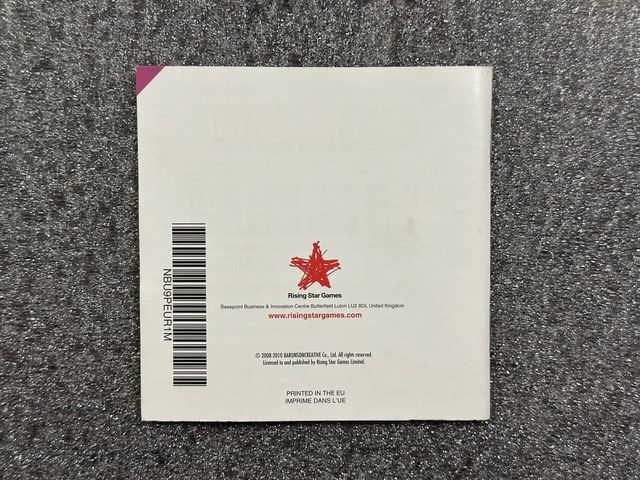 NBU9PEUR1M
Rising Star Games
Basepoint Business & Innovation Centre Butterfield Luton LU2 8DL United Kingdom
www.risingstargames.com
© 2008-2010 BARUNSONCREATIVE Co., Ltd. All rights reserved.
Licensed to and published by Rising Star Games Limited.
PRINTED IN THE EU
IMPRIME DANS L'UE